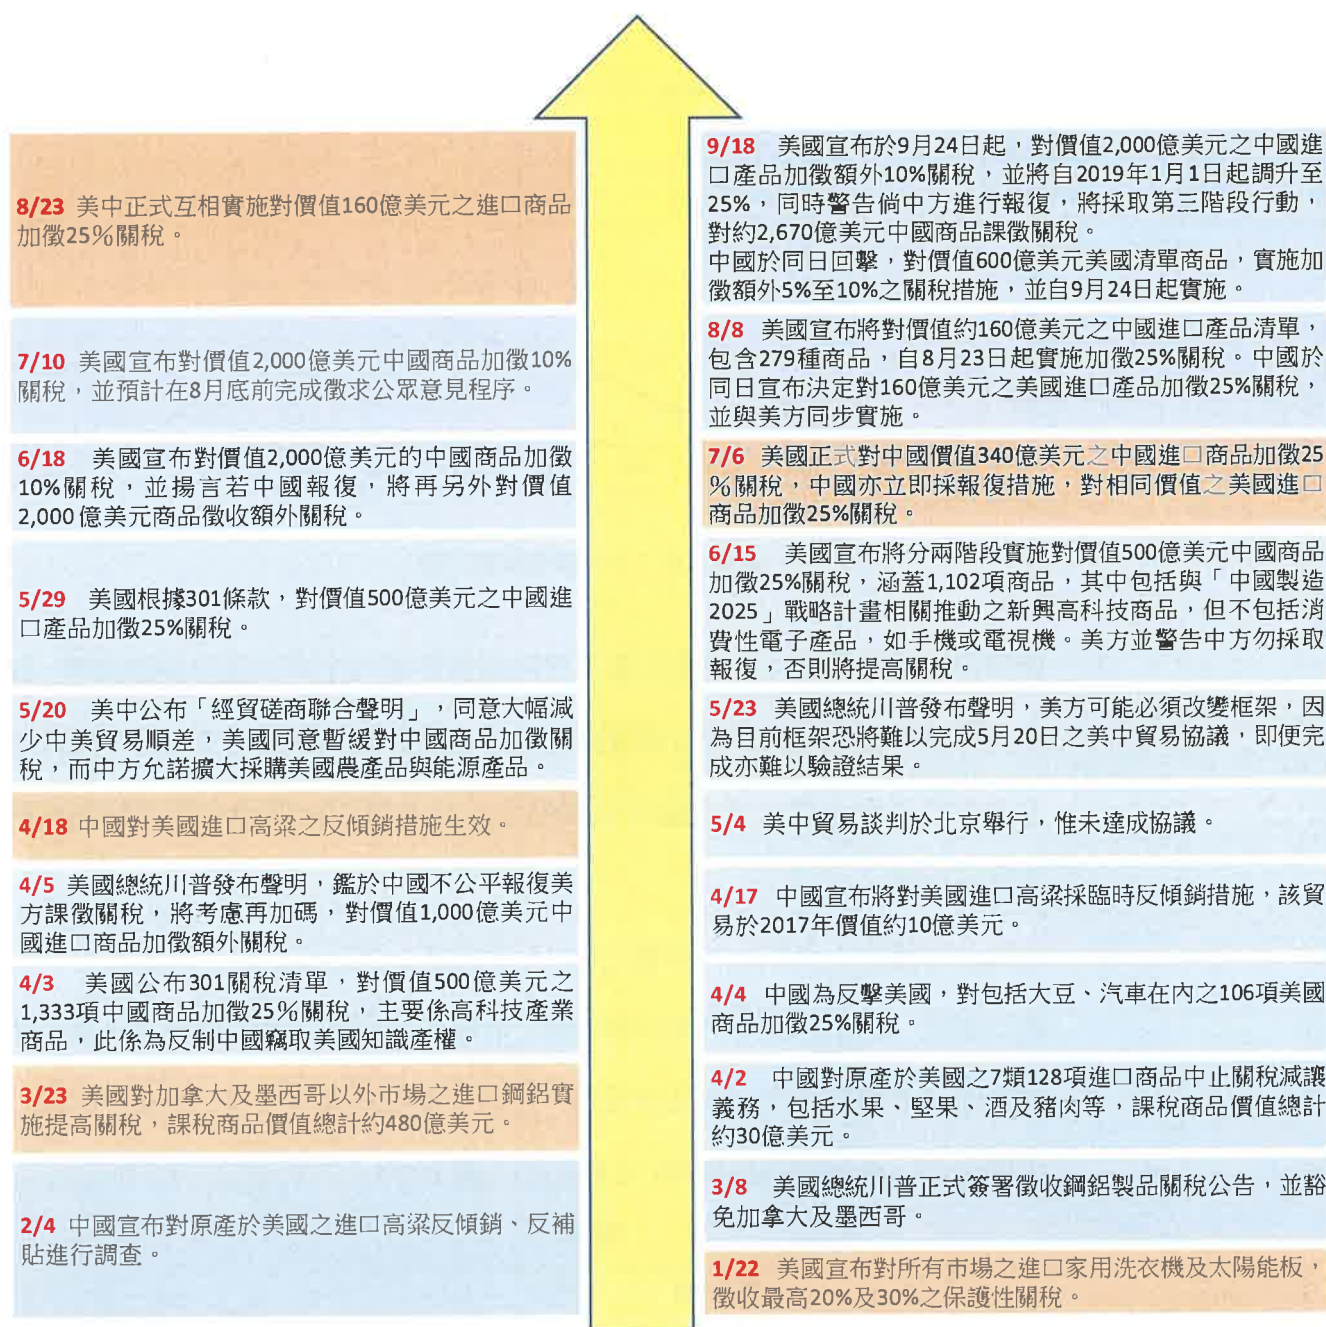 8/23 美中正式互相實施對價值160億美元之進口商品
加徵25%關稅。
7/10 美國宣布對價值2,000億美元中國商品加徵10%
關稅，並預計在8月底前完成徵求公眾意見程序。
6/18 美國宣布對價值2,000億美元的中國商品加徵
10%關稅，並揚言若中國報復，將再另外對價值
2,000億美元商品徵收額外關稅。
5/29 美國根據301條款，對價值500億美元之中國進
口產品加徵25%關稅。
5/20 美中公布「經貿磋商聯合聲明」，同意大幅減
少中美貿易順差，美國同意暫緩對中國商品加徵關
稅，而中方允諾擴大採購美國農產品與能源產品。
4/18 中國對美國進口高粱之反傾銷措施生效。
4/5 美國總統川普發布聲明，鑑於中國不公平報復美
方課徵關稅，將考慮再加碼，對價值1,000億美元中
國進口商品加徵額外關稅。
4/3 美國公布301關稅清單，對價值500億美元之
1,333項中國商品加徵25%關稅，主要係高科技產業
商品，此係為反制中國竊取美國知識產權。
3/23 美國對加拿大及墨西哥以外市場之進口鋼鋁實
施提高關稅，課稅商品價值總計約480億美元。
2/4 中國宣布對原產於美國之進口高粱反傾銷、反補
貼進行調查。
9/18 美國宣布於9月24日起，對價值2,000億美元之中國進
口產品加徵額外10%關稅，並將自2019年1月1日起調升至
25%，同時警告倘中方進行報復，將採取第三階段行動，
對約2,670億美元中國商品課徵關稅。
中國於同日回擊，對價值600億美元美國清單商品，實施加
徵額外5%至10%之關稅措施，並自9月24日起實施。
8/8 美國宣布將對價值約160億美元之中國進口產品清單，
包含279種商品，自8月23日起實施加徵25%關稅。中國於
同日宣布決定對160億美元之美國進口產品加徵25%關稅，
並與美方同步實施。
7/6 美國正式對中國價值340億美元之中國進口商品加徵25
%關稅，中國亦立即採報復措施，對相同價值之美國進口
商品加徵25%關稅。
6/15 美國宣布將分兩階段實施對價值500億美元中國商品
加徵25%關稅，涵蓋1,102項商品，其中包括與「中國製造
2025」戰略計畫相關推動之新興高科技商品，但不包括消
費性電子產品，如手機或電視機。美方並警告中方勿採取
報復，否則將提高關稅。
5/23 美國總統川普發布聲明，美方可能必須改變框架，因
為目前框架恐將難以完成5月20日之美中貿易協議，即便完
成亦難以驗證結果。
5/4 美中貿易談判於北京舉行，惟未達成協議。
4/17 中國宣布將對美國進口高粱採臨時反傾銷措施，該貿
易於2017年價值約10億美元。
4/4 中國為反擊美國，對包括大豆、汽車在內之106項美國
商品加徵25%關稅。
4/2 中國對原產於美國之7類128項進口商品中止關稅減讓
義務，包括水果、堅果、酒及豬肉等，課稅商品價值總計
約30億美元。
3/8 美國總統川普正式簽署徵收鋼鋁製品關稅公告，並豁
免加拿大及墨西哥。
1/22 美國宣布對所有市場之進口家用洗衣機及太陽能板，
徵收最高20%及30%之保護性關稅。